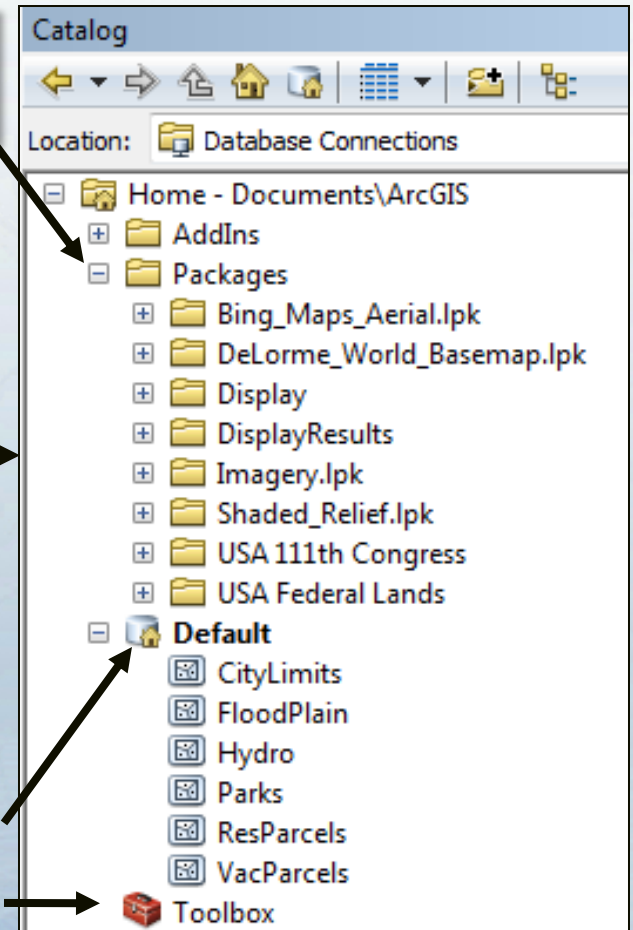 Catalog
Location: Database Connections
Home - Documents\ArcGIS
AddIns
Packages
Bing_Maps_Aerial.lpk
DeLorme_World_Basemap.lpk
Display
DisplayResults
Imagery.lpk
Shaded_Relief.lpk
USA 111th Congress
USA Federal Lands
Default
CityLimits
FloodPlain
Hydro
Parks
ResParcels
VacParcels
Toolbox